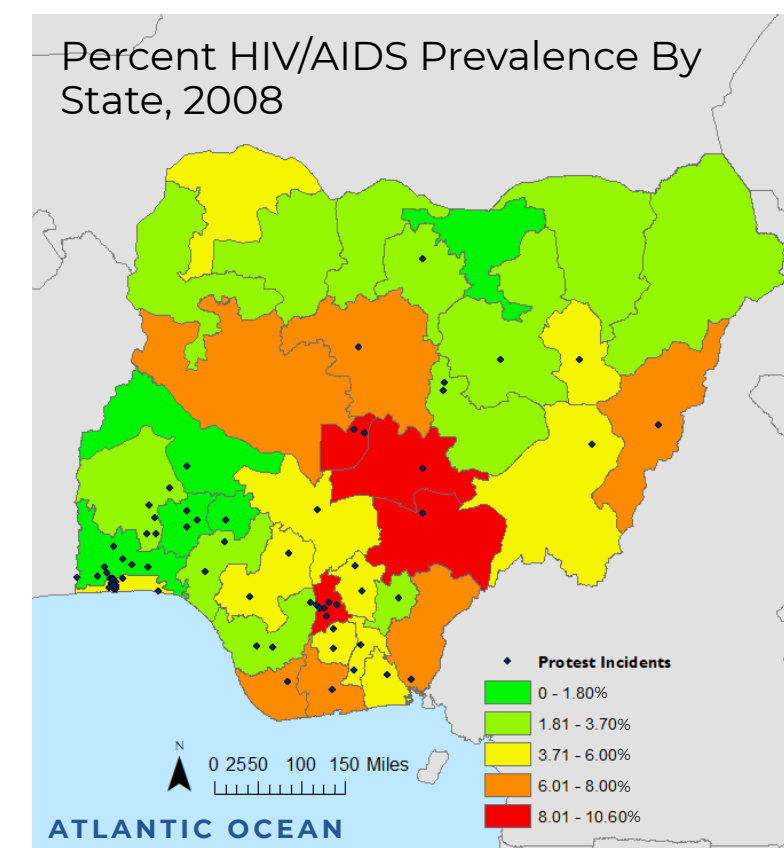 Percent HIV/AIDS Prevalence By
State, 2008
Protest Incidents
0 - 1.80%
1.81 - 3.70%
3.71 - 6.00%
6.01 - 8.00%
8.01 - 10.60%
N
0 2550 100 150 Miles
ATLANTIC OCEAN